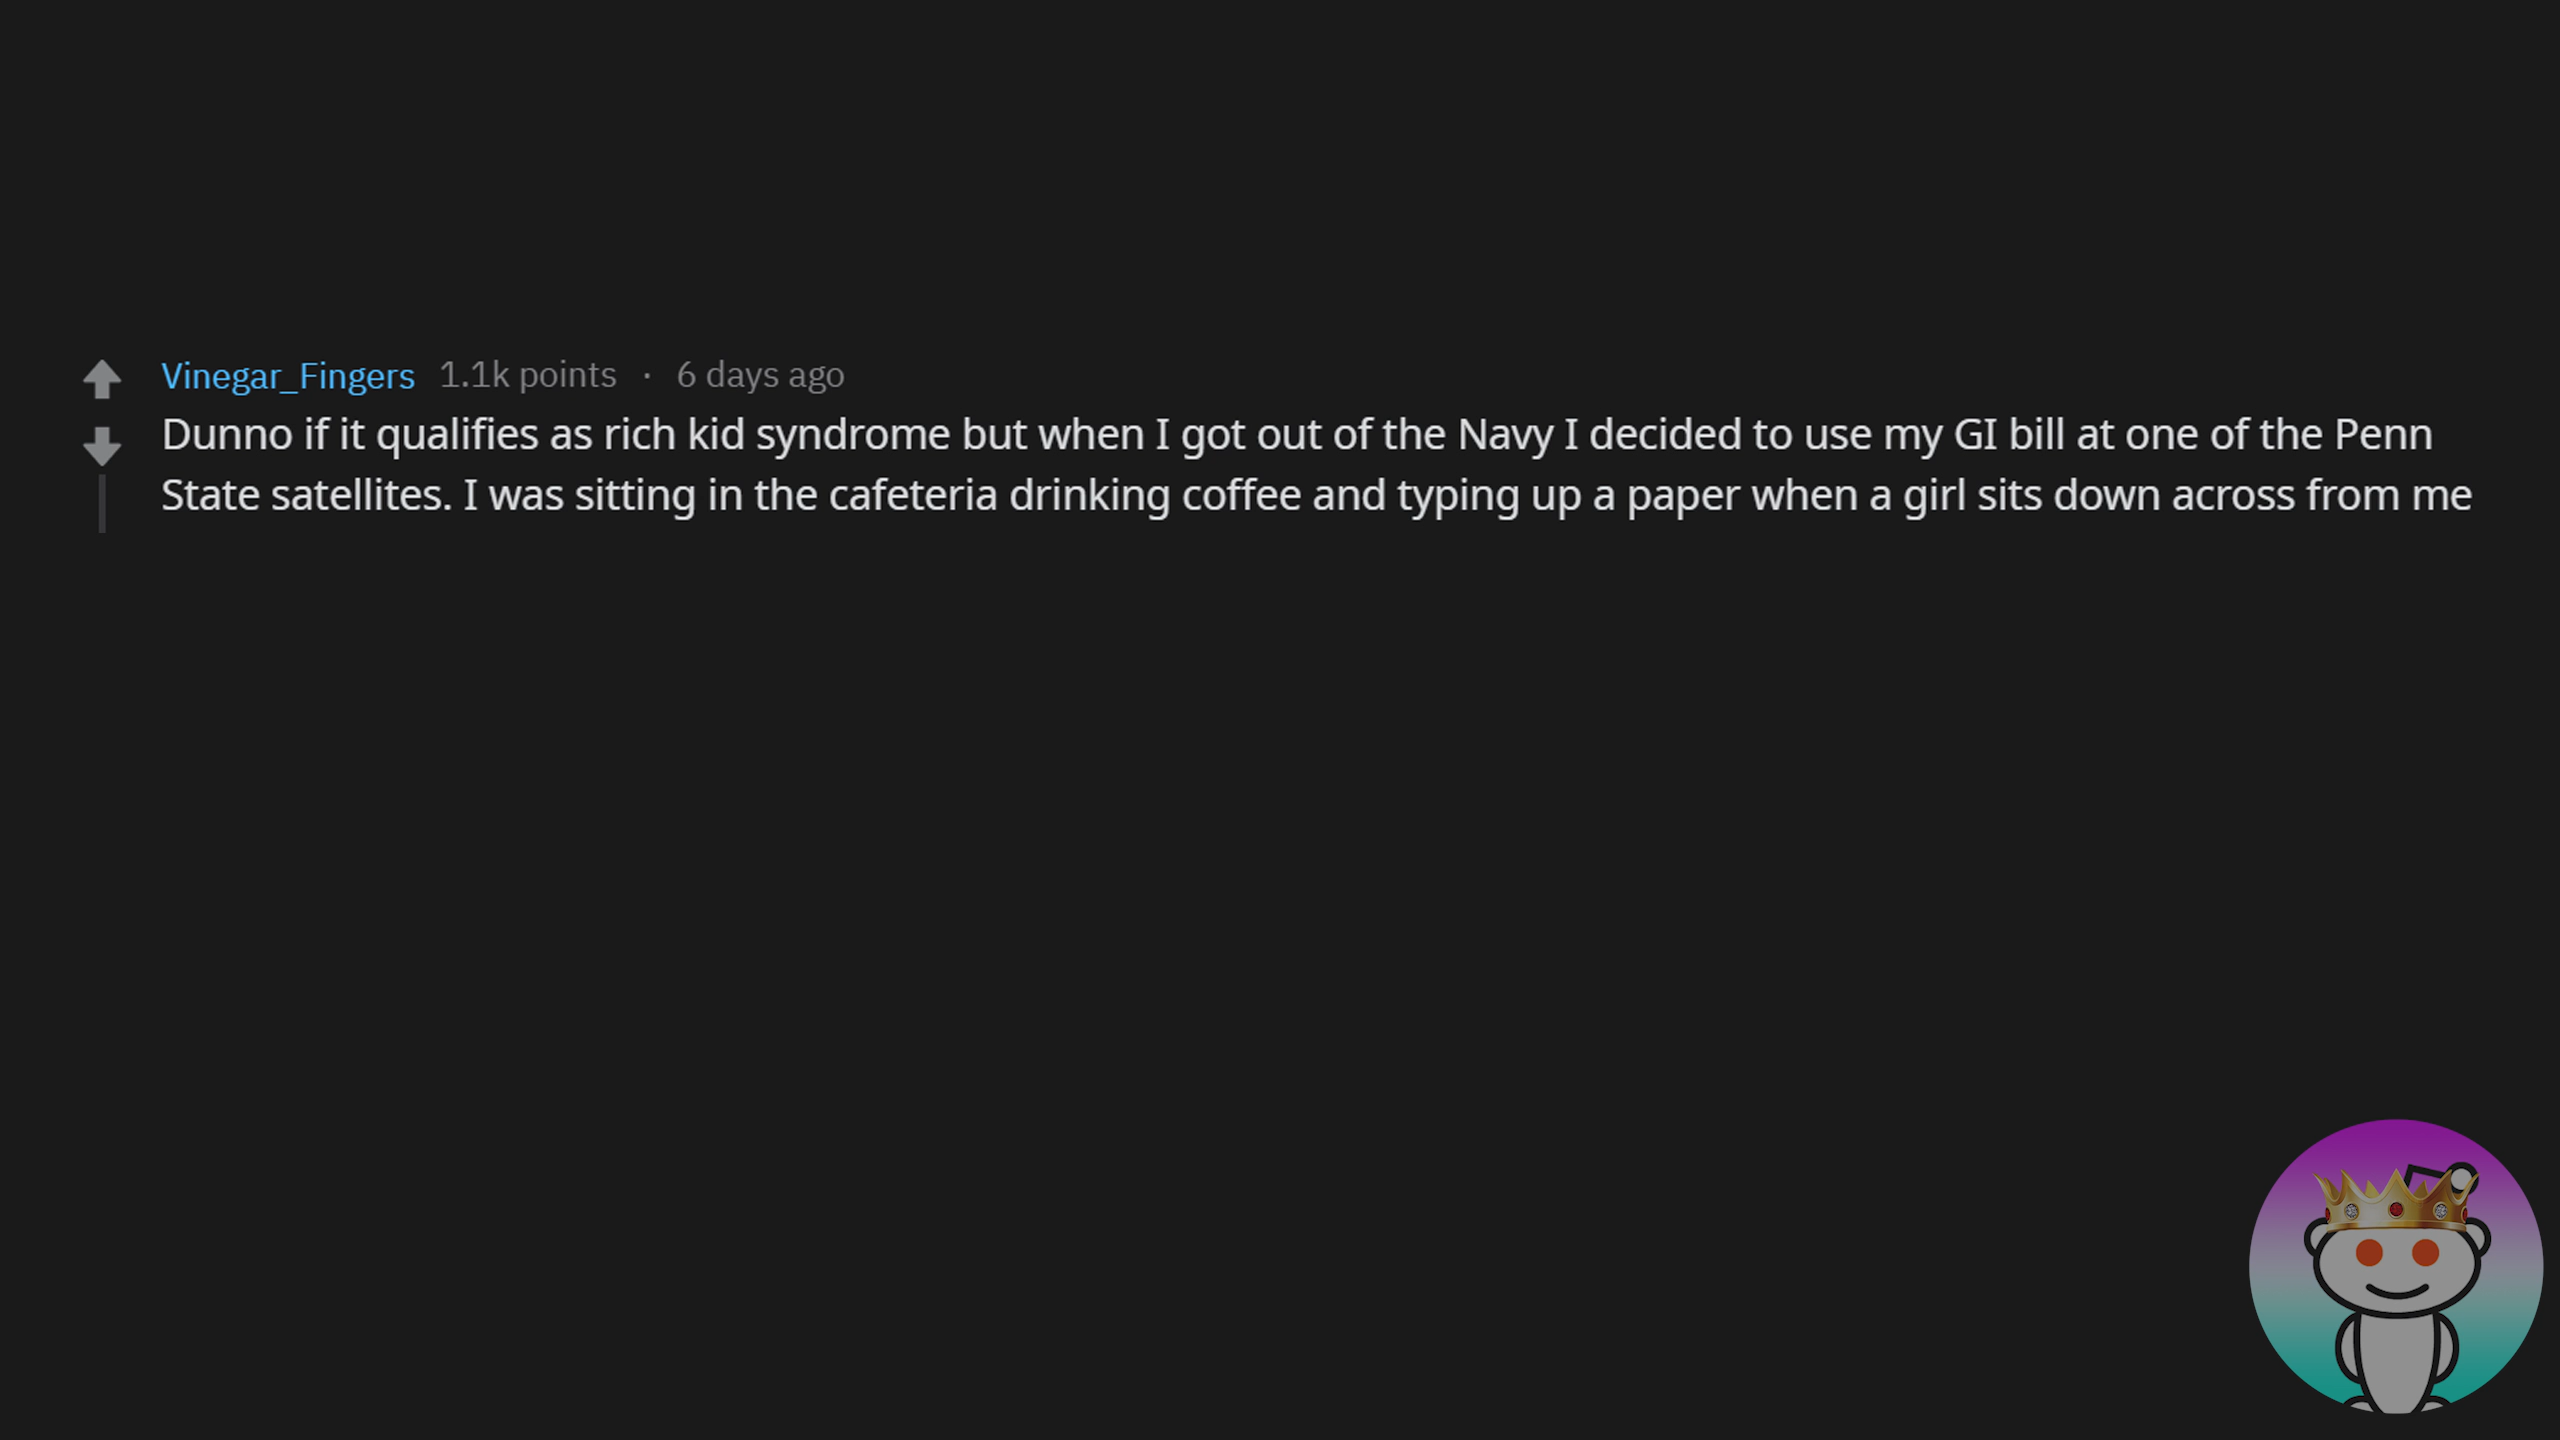 Vinegar_Fingers 1.1k points · 6 days ago
Dunno if it qualifies as rich kid syndrome but when I got out of the Navy I decided to use my GI bill at one of the Penn
State satellites. I was sitting in the cafeteria drinking coffee and typing up a paper when a girl sits down across from me